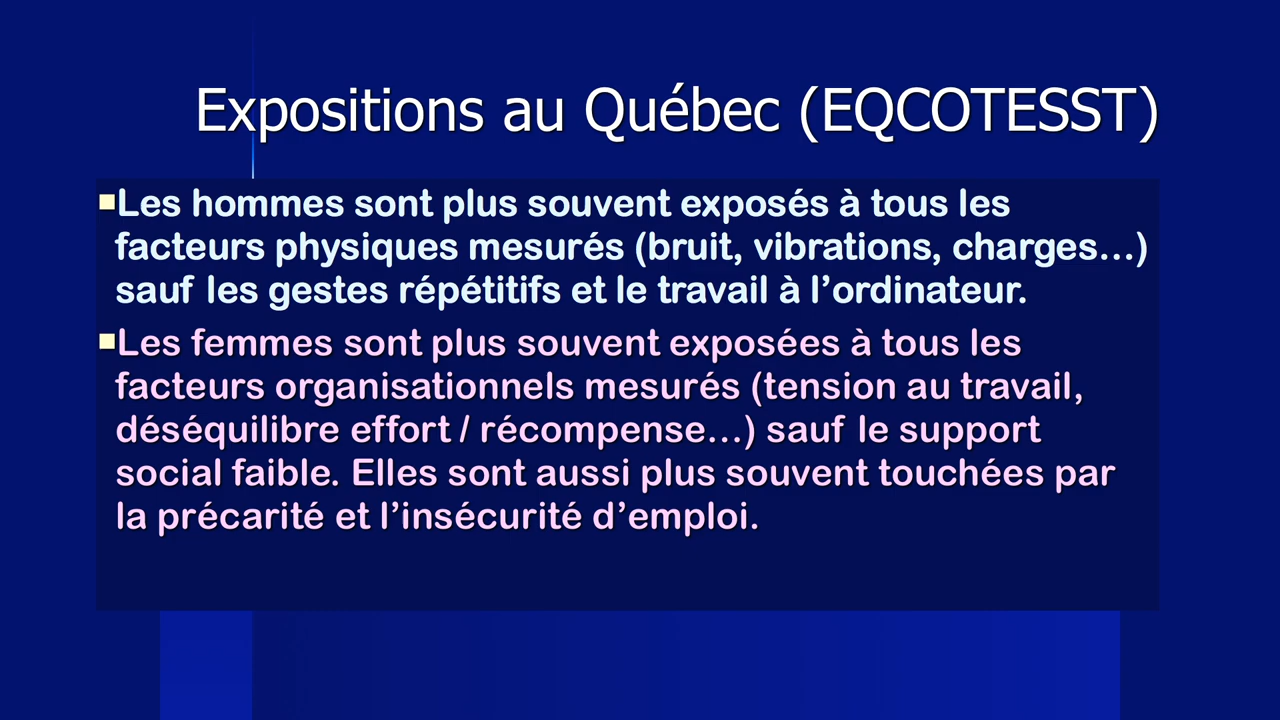 Expositions au Québec (EQCOTESST)
▪Les hommes sont plus souvent exposés à tous les
facteurs physiques mesurés (bruit, vibrations, charges…)
sauf les gestes répétitifs et le travail à l’ordinateur.
▪Les femmes sont plus souvent exposées à tous les
facteurs organisationnels mesurés (tension au travail,
déséquilibre effort / récompense…) sauf le support
social faible. Elles sont aussi plus souvent touchées par
la précarité et l’insécurité d’emploi.